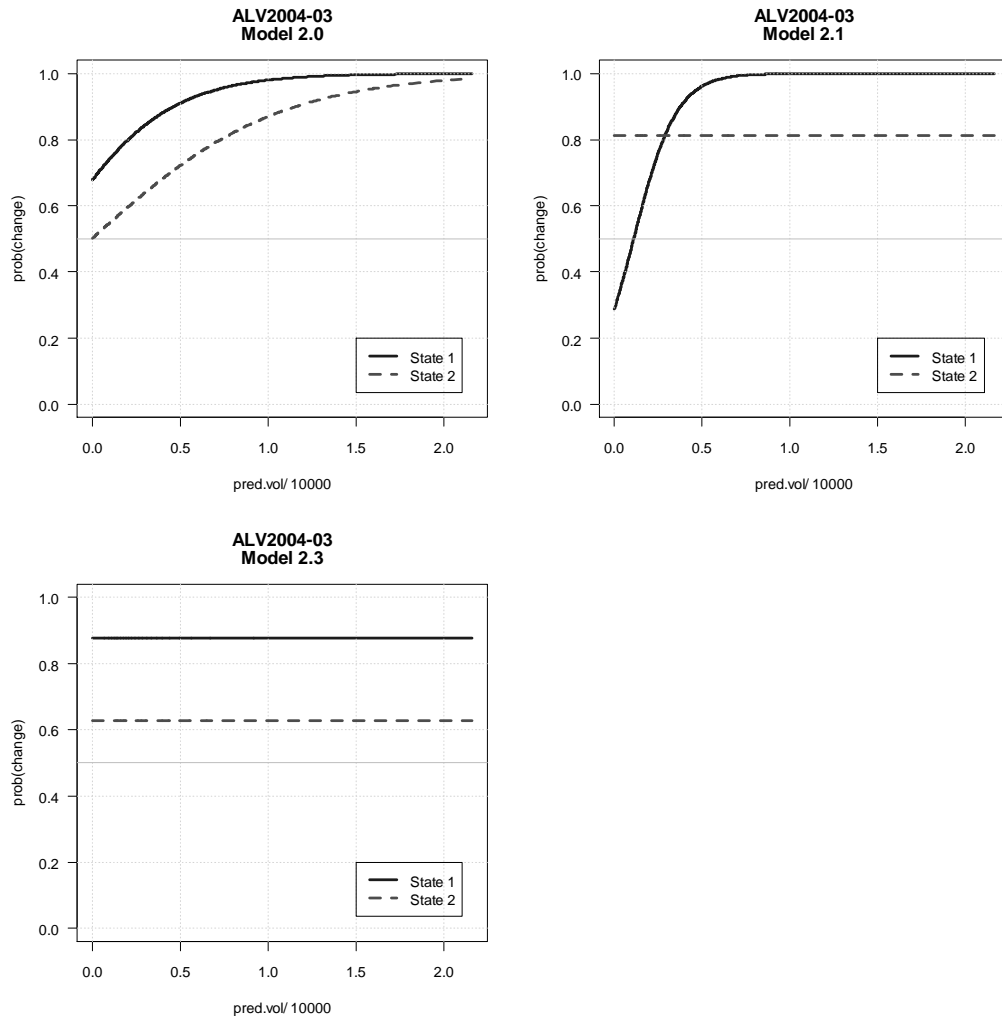 ALV2004-03
Model 2.0
prob(change)
1.0
0.8
0.6
0.4
0.2
0.0
State 1
State 2
0.0 0.5 1.0 1.5 2.0
pred.vol/ 10000
ALV2004-03
Model 2.1
prob(change)
1.0
0.8
0.6
0.4
0.2
0.0
State 1
State 2
0.0 0.5 1.0 1.5 2.0
pred.vol/ 10000
ALV2004-03
Model 2.3
prob(change)
1.0
0.8
0.6
0.4
0.2
0.0
State 1
State 2
0.0 0.5 1.0 1.5 2.0
pred.vol/ 10000